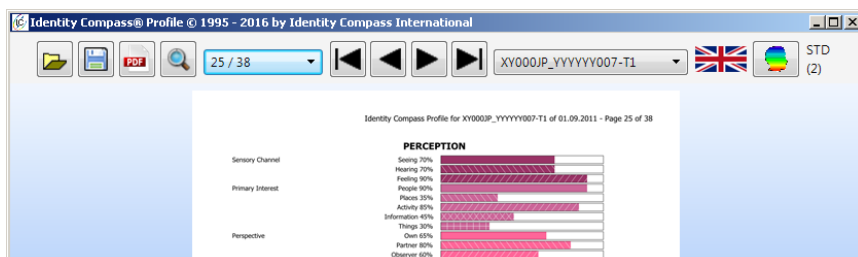 Identity Compass® Profile © 1995 - 2016 by Identity Compass International
PDF 25 / 38 XY000JP_YYYYYY007-T1 STD
(2)
Identity Compass Profile for XY000JP_YYYYY007-T1 of 01.09.2011 - Page 25 of 38
PERCEPTION
Sensory Channel Seeing 70%
Hearing 70%
Feeling 90%
Primary Interest People 90%
Places 35%
Activity 85%
Information 45%
Things 30%
Perspective Own 65%
Partner 80%
Observer 60%